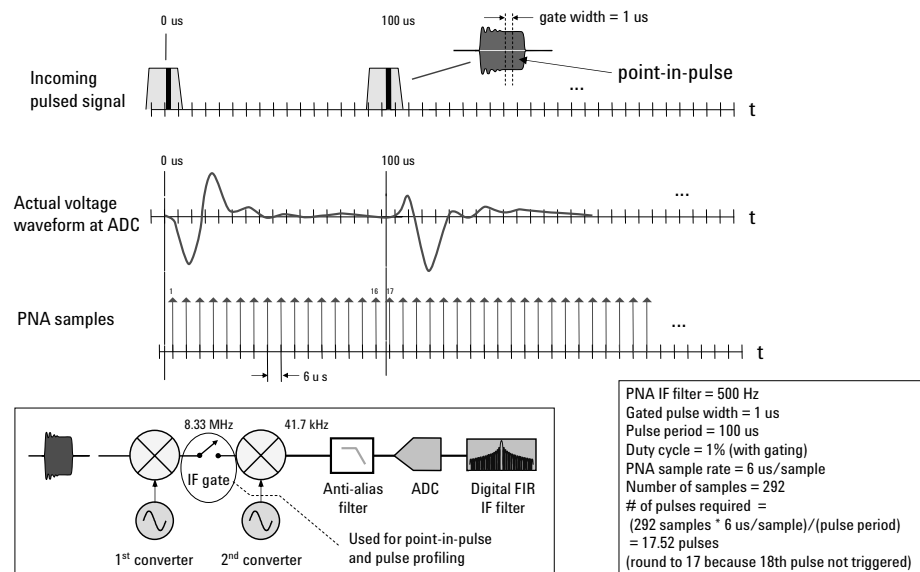 0 us
100 us
gate width = 1 us
Incoming
pulsed signal
point-in-pulse
...
t
0 us
100 us
Actual voltage
waveform at ADC
...
t
1
16
17
PNA samples
...
t
6 u s
8.33 MHz
41.7 kHz
IF gate
Anti-alias
filter
ADC
Digital FIR
IF filter
1st converter
2nd converter
Used for point-in-pulse
and pulse profiling
PNA IF filter = 500 Hz
Gated pulse width = 1 us
Pulse period = 100 us
Duty cycle = 1% (with gating)
PNA sample rate = 6 us/sample
Number of samples = 292
# of pulses required =
(292 samples * 6 us/sample)/(pulse period)
= 17.52 pulses
(round to 17 because 18th pulse not triggered)